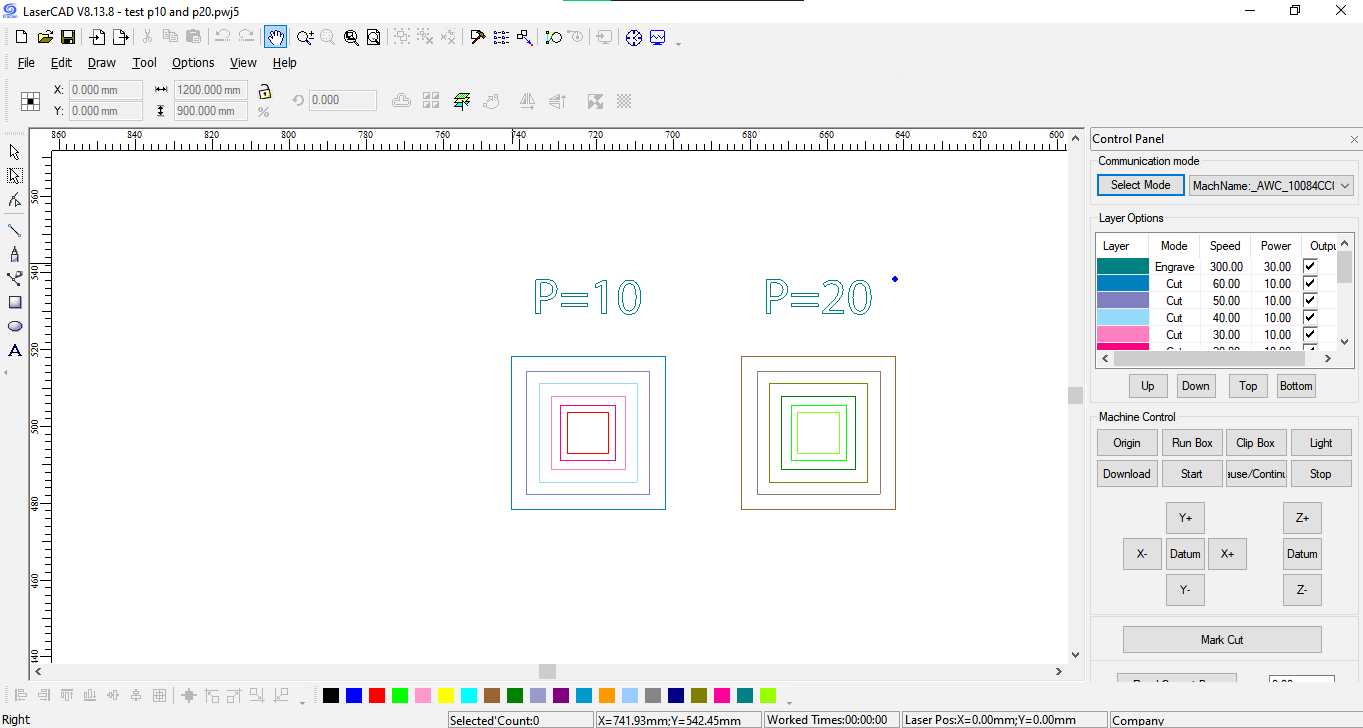 LaserCAD V8.13.8 - test p10 and p20.pwj5
File Edit Draw Tool Options View Help
X: 0.000 mm 1200.000 mm 0.000
Y: 0.000 mm 900.000 mm %
860 840 820 800 780 760 740 720 700 680 660 640 620 600
560
540
520
500
480
460
440
P=10 P=20
Control Panel
Communication mode
Select Mode MachName:_AWC_10084CC(
Layer Options
Layer Mode Speed Power Outpu
Engrave 300.00 30.00
Cut 60.00 10.00
Cut 50.00 10.00
Cut 40.00 10.00
Cut 30.00 10.00
Up Down Top Bottom
Machine Control
Origin Run Box Clip Box Light
Download Start ause/Continu Stop
Y+ Z+
X- Datum X+ Datum
Y- Z-
Mark Cut
Right Selected'Count:0 X=741.93mm;Y=542.45mm Worked Times:00:00:00 Laser Pos:X=0.00mm;Y=0.00mm Company